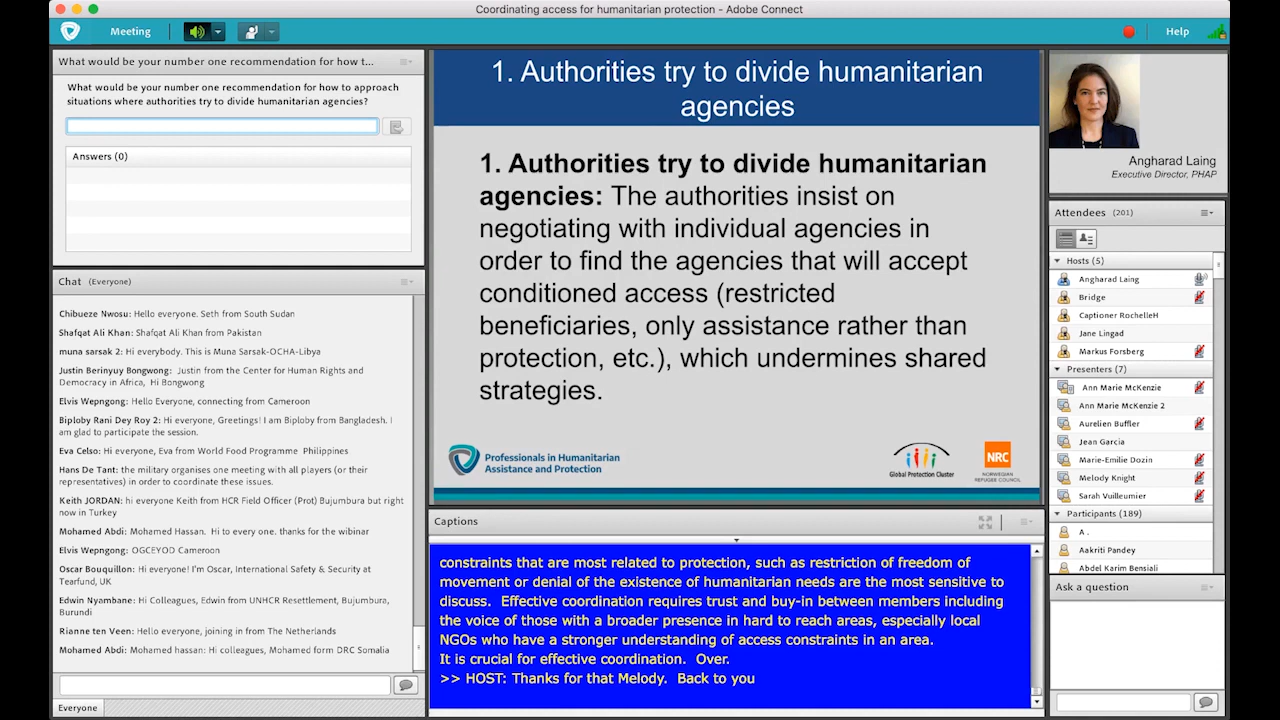 Coordinating access for humanitarian protection - Adobe Connect
Meeting
Help
What would be your number one recommendation for how t...
What would be your number one recommendation for how to approach
situations where authorities try to divide humanitarian agencies?
Answers (0)
Chat (Everyone)
Chibueze Nwosu: Hello everyone. Seth from South Sudan
Shafqat Ali Khan: Shafqat Ali Khan from Pakistan
muna sarsak 2: Hi everybody. This is Muna Sarsak-OCHA-Libya
Justin Berinyuy Bongwong: Justin from the Center for Human Rights and
Democracy in Africa, Hi Bongwong
Elvis Wepngong: Hello Everyone, connecting from Cameroon
Biploby Rani Dey Roy 2: Hi everyone, Greetings! I am Biploby from Bangladesh. I
am glad to participate the session.
Eva Celso: Hi everyone, Eva from World Food Programme Philippines
Hans De Tant: the military organises one meeting with all players (or their
representatives) in order to coordinate these issues.
Keith JORDAN: hi everyone Keith from HCR Field Officer (Prot) Bujumbura but right
now in Turkey
Mohamed Abdi: Mohamed Hassan. Hi to every one. thanks for the wibinar
Elvis Wepngong: OGCEYOD Cameroon
Oscar Bouquillon: Hi everyone! I'm Oscar, International Safety & Security at
Tearfund, UK
Edwin Nyambane: Hi Colleagues, Edwin from UNHCR Resettlement, Bujumbura,
Burundi
Rianne ten Veen: Hello everyone, joining in from The Netherlands
Mohamed Abdi: Mohamed hassan: Hi colleagues, Mohamed form DRC Somalia
Everyone
1. Authorities try to divide humanitarian
agencies
1. Authorities try to divide humanitarian
agencies: The authorities insist on
negotiating with individual agencies in
order to find the agencies that will accept
conditioned access (restricted
beneficiaries, only assistance rather than
protection, etc.), which undermines shared
strategies.
Professionals in Humanitarian
Assistance and Protection
Global Protection Cluster
NRC
NORWEGIAN
REFUGEE COUNCIL
Captions
constraints that are most related to protection, such as restriction of freedom of
movement or denial of the existence of humanitarian needs are the most sensitive to
discuss. Effective coordination requires trust and buy-in between members including
the voice of those with a broader presence in hard to reach areas, especially local
NGOs who have a stronger understanding of access constraints in an area.
It is crucial for effective coordination. Over.
>> HOST: Thanks for that Melody. Back to you
Angharad Laing
Executive Director, PHAP
Attendees (201)
Hosts (5)
Angharad Laing
Bridge
Captioner RochelleH
Jane Lingad
Markus Forsberg
Presenters (7)
Ann Marie McKenzie
Ann Marie McKenzie 2
Aurelien Buffler
Jean Garcia
Marie-Emilie Dozin
Melody Knight
Sarah Vuilleumier
Participants (189)
A .
Aakriti Pandey
Abdel Karim Bensiali
Ask a question